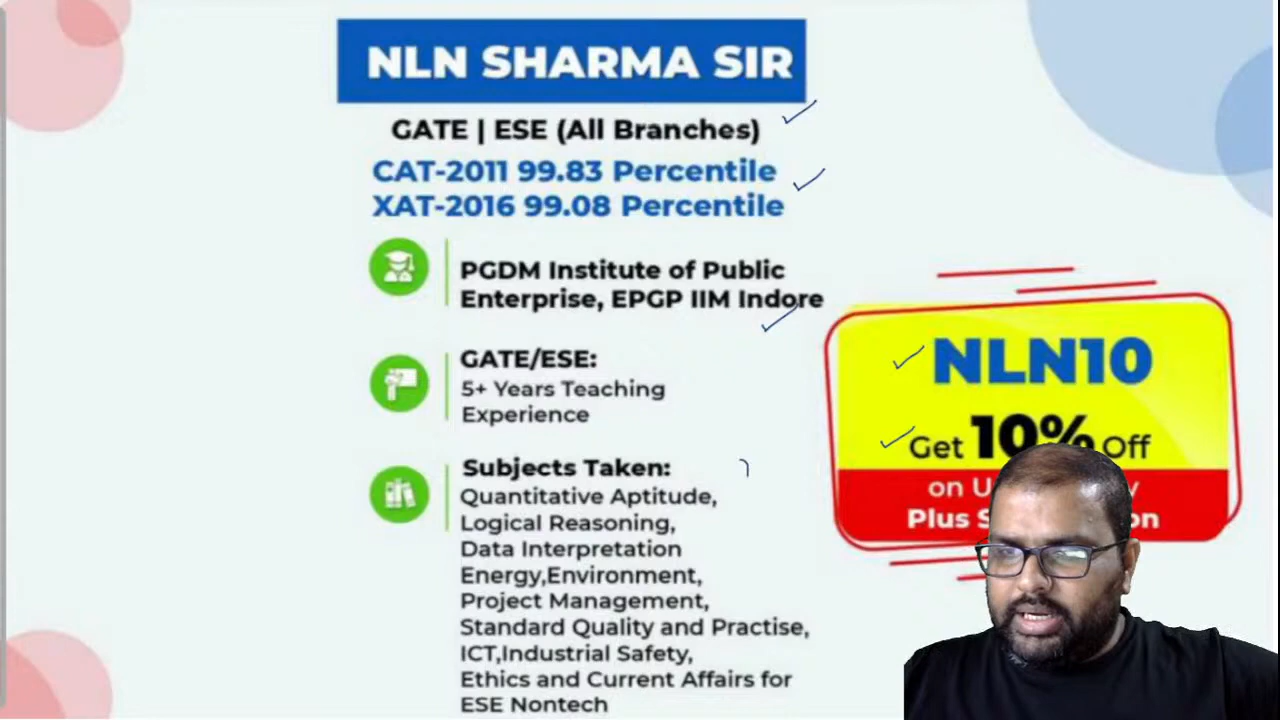 NLN SHARMA SIR
GATE | ESE (All Branches)
CAT-2011 99.83 Percentile
XAT-2016 99.08 Percentile
PGDM Institute of Public
Enterprise, EPGP IIM Indore
GATE/ESE:
5+ Years Teaching
Experience
Subjects Taken:
Quantitative Aptitude,
Logical Reasoning,
Data Interpretation
Energy,Environment,
Project Management,
Standard Quality and Practise,
ICT,Industrial Safety,
Ethics and Current Affairs for
ESE Nontech
NLN10
Get 10% Off
on
Plus